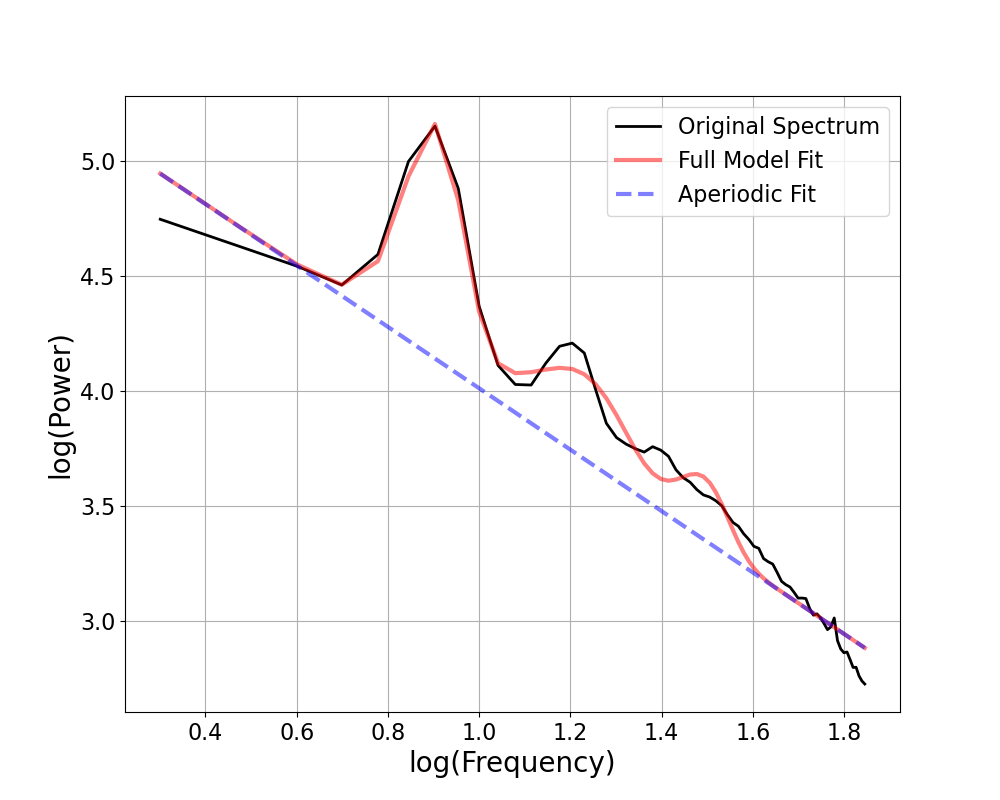 Original Spectrum
Full Model Fit
Aperiodic Fit
5.0
4.5
4.0
3.5
3.0
log(Power)
0.4 0.6 0.8 1.0 1.2 1.4 1.6 1.8
log(Frequency)